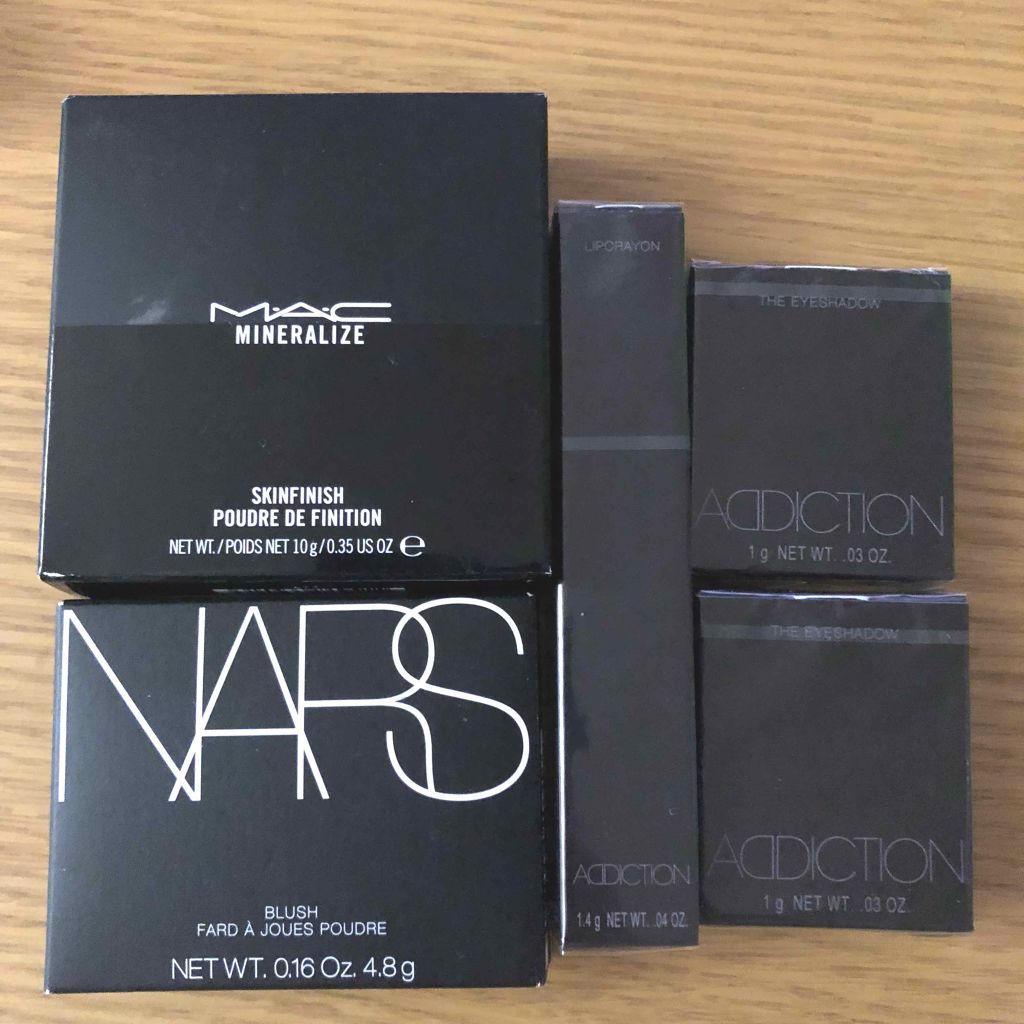 M·A·C
MINERALIZE
SKINFINISH
POUDRE DE FINITION
NET WT. / POIDS NET 10 g / 0.35 US OZ e
NARS
BLUSH
FARD À JOUES POUDRE
NET WT. 0.16 Oz. 4.8 g
LIPCRAYON
ADDICTION
1.4 g NET WT. .04 OZ.
THE EYESHADOW
ADDICTION
1 g NET WT. .03 OZ.
THE EYESHADOW
ADDICTION
1 g NET WT. .03 OZ.